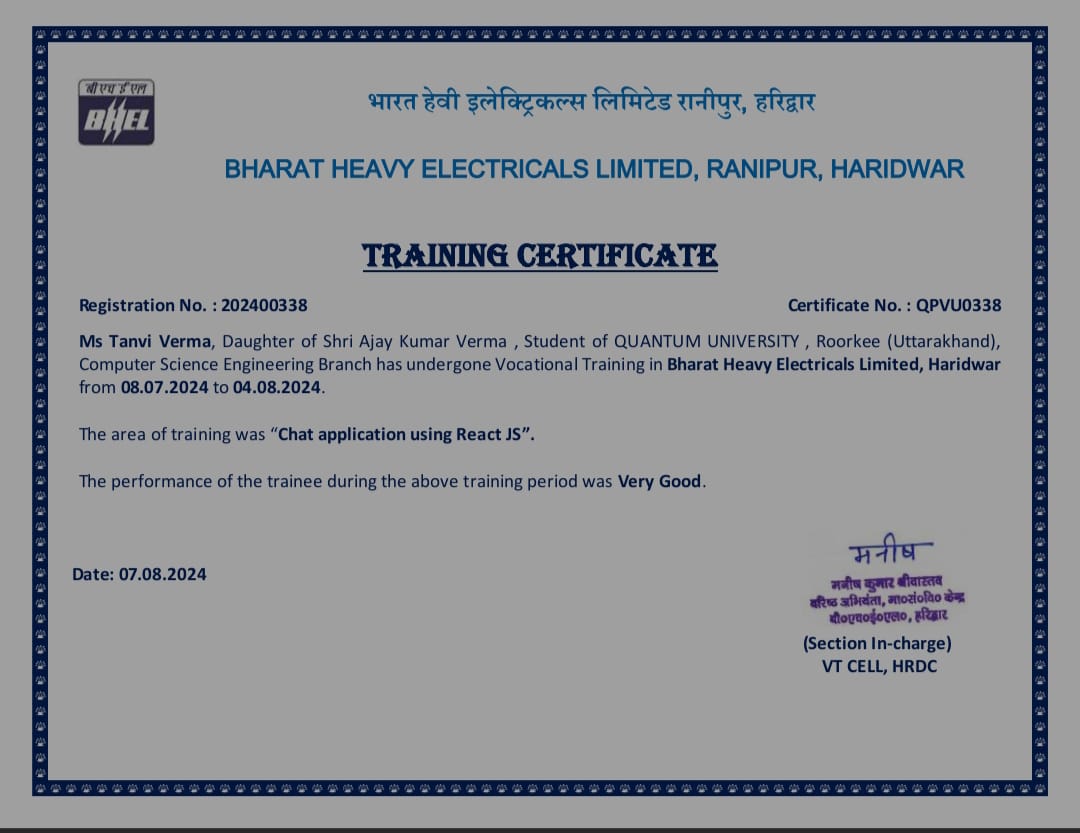 बी एच ई एल
BHEL
भारत हेवी इलेक्ट्रिकल्स लिमिटेड रानीपुर, हरिद्वार
BHARAT HEAVY ELECTRICALS LIMITED, RANIPUR, HARIDWAR
TRAINING CERTIFICATE
Registration No. : 202400338 Certificate No. : QPVU0338
Ms Tanvi Verma, Daughter of Shri Ajay Kumar Verma , Student of QUANTUM UNIVERSITY , Roorkee (Uttarakhand),
Computer Science Engineering Branch has undergone Vocational Training in Bharat Heavy Electricals Limited, Haridwar
from 08.07.2024 to 04.08.2024.
The area of training was “Chat application using React JS”.
The performance of the trainee during the above training period was Very Good.
Date: 07.08.2024
मनीष
मनीष कुमार श्रीवास्तव
वरिष्ठ अभियंता, मा०सं०वि० केन्द्र
बी०एच०ई०एल०, हरिद्वार
(Section In-charge)
VT CELL, HRDC